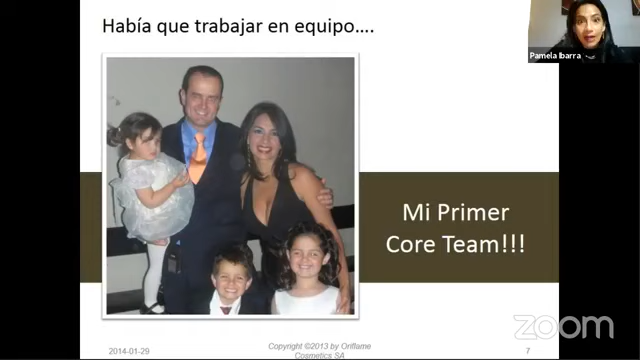 Había que trabajar en equipo....
Pamela Ibarra
Mi Primer
Core Team!!!
zoom
2014-01-29
Copyright ©2013 by Oriflame
Cosmetics SA
7